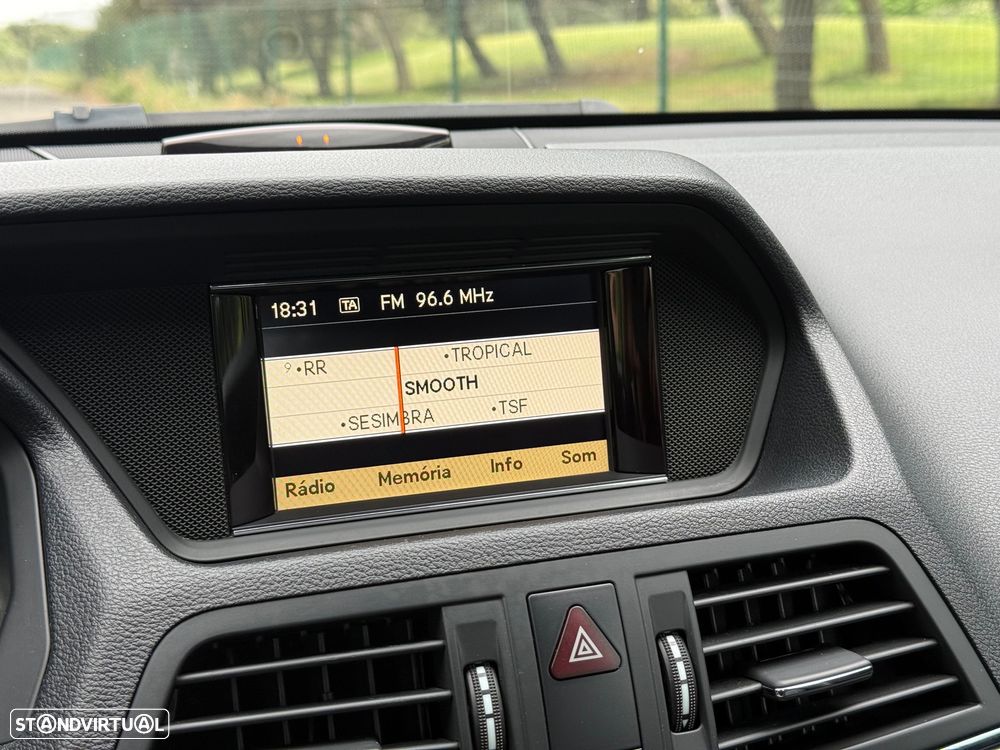 18:31 TA FM 96.6 MHz
9 •RR •TROPICAL
SMOOTH
•SESIMBRA •TSF
Rádio Memória Info Som
STANDVIRTUAL